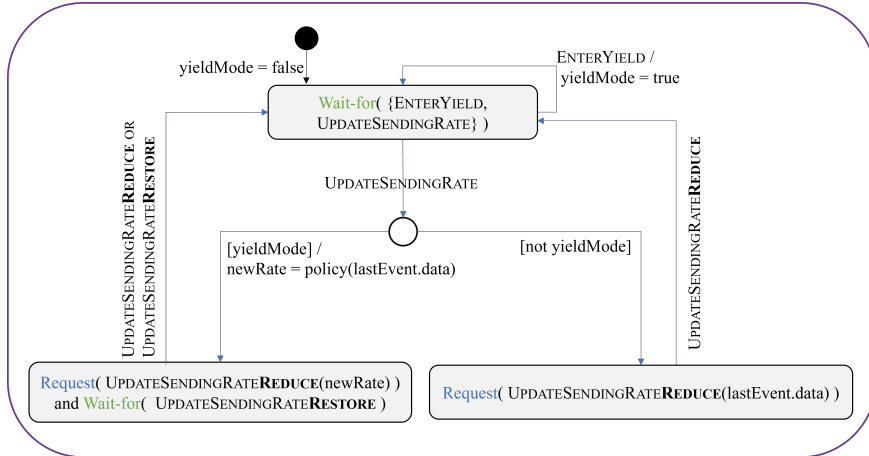 yieldMode = false
ENTERYIELD /
yieldMode = true
Wait-for( {ENTERYIELD,
UPDATESENDINGRATE} )
UPDATESENDINGRATEREDUCE OR
UPDATESENDINGRATERESTORE
UPDATESENDINGRATE
UPDATESENDINGRATEREDUCE
[yieldMode] /
newRate = policy(lastEvent.data)
[not yieldMode]
Request( UPDATESENDINGRATEREDUCE(newRate) )
and Wait-for( UPDATESENDINGRATERESTORE )
Request( UPDATESENDINGRATEREDUCE(lastEvent.data) )